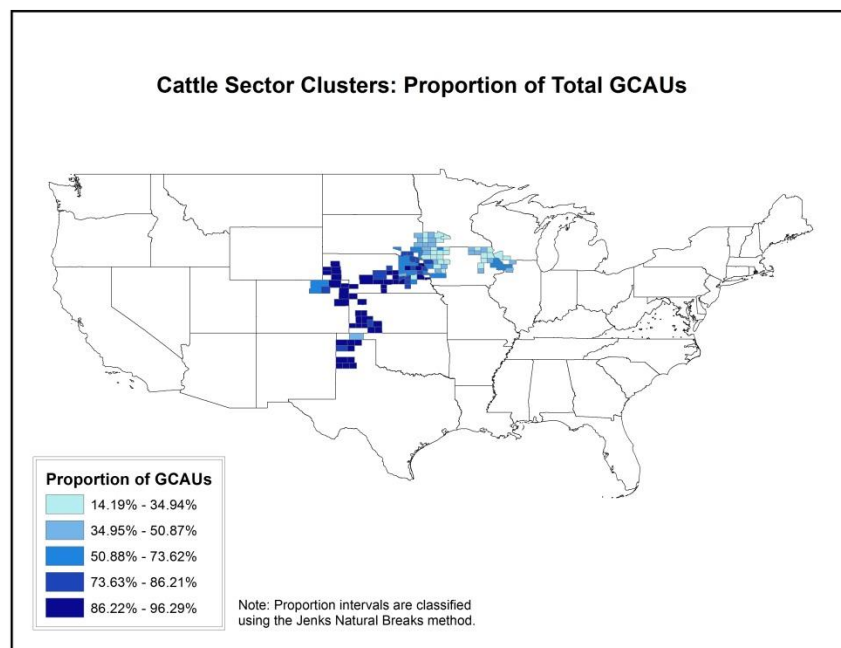 Cattle Sector Clusters: Proportion of Total GCAUs
Proportion of GCAUs
14.19% - 34.94%
34.95% - 50.87%
50.88% - 73.62%
73.63% - 86.21%
86.22% - 96.29%
Note: Proportion intervals are classified
using the Jenks Natural Breaks method.